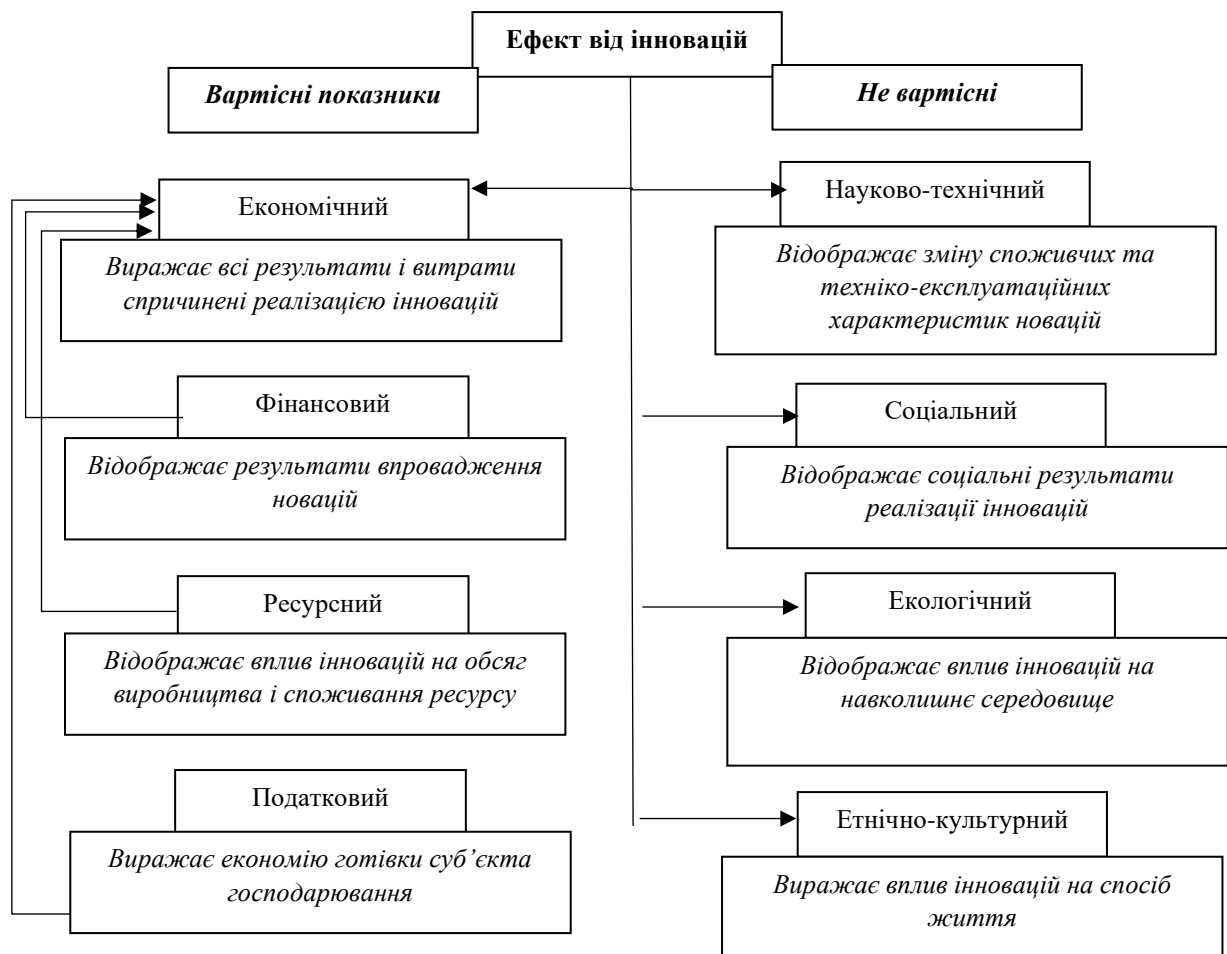 Ефект від інновацій
Вартісні показники
Не вартісні
Економічний
Виражає всі результати і витрати
спричинені реалізацією інновацій
Фінансовий
Відображає результати впровадження
новацій
Ресурсний
Відображає вплив інновацій на обсяг
виробництва і споживання ресурсу
Податковий
Виражає економію готівки суб’єкта
господарювання
Науково-технічний
Відображає зміну споживчих та
техніко-експлуатаційних
характеристик новацій
Соціальний
Відображає соціальні результати
реалізації інновацій
Екологічний
Відображає вплив інновацій на
навколишнє середовище
Етнічно-культурний
Виражає вплив інновацій на спосіб
життя